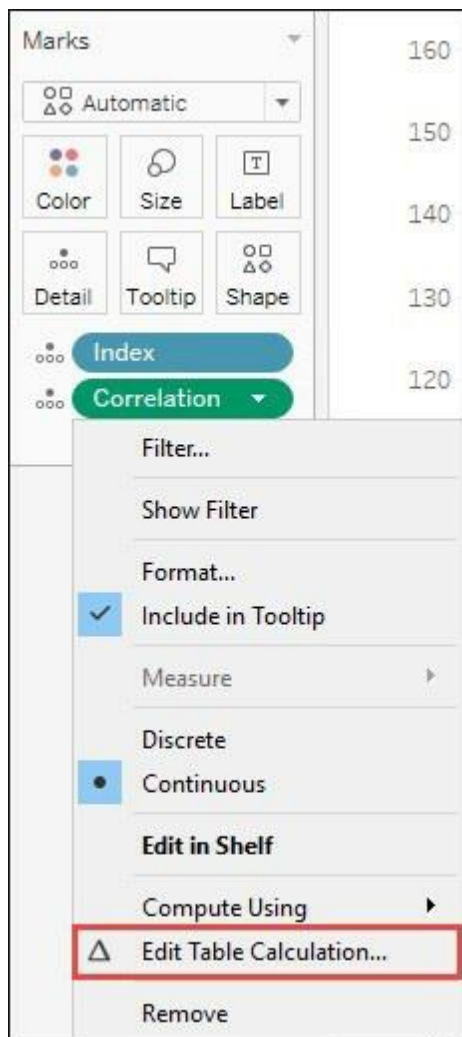 Marks
Automatic
Color
Size
T
Label
Detail
Tooltip
Shape
Index
Correlation
160
150
140
130
120
Filter...
Show Filter
Format...
Include in Tooltip
Measure
Discrete
Continuous
Edit in Shelf
Compute Using
Edit Table Calculation...
Remove